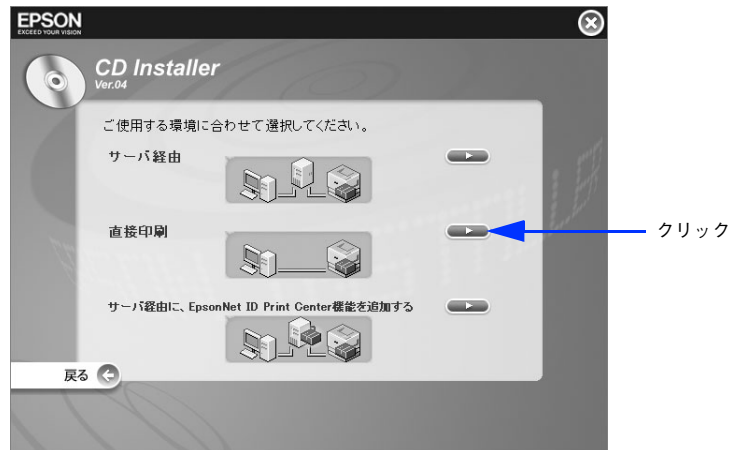 EPSON
EXCEED YOUR VISION
CD Installer
Ver.04
ご使用する環境に合わせて選択してください。
サーバ経由
直接印刷
クリック
サーバ経由に、EpsonNet ID Print Center機能を追加する
戻る